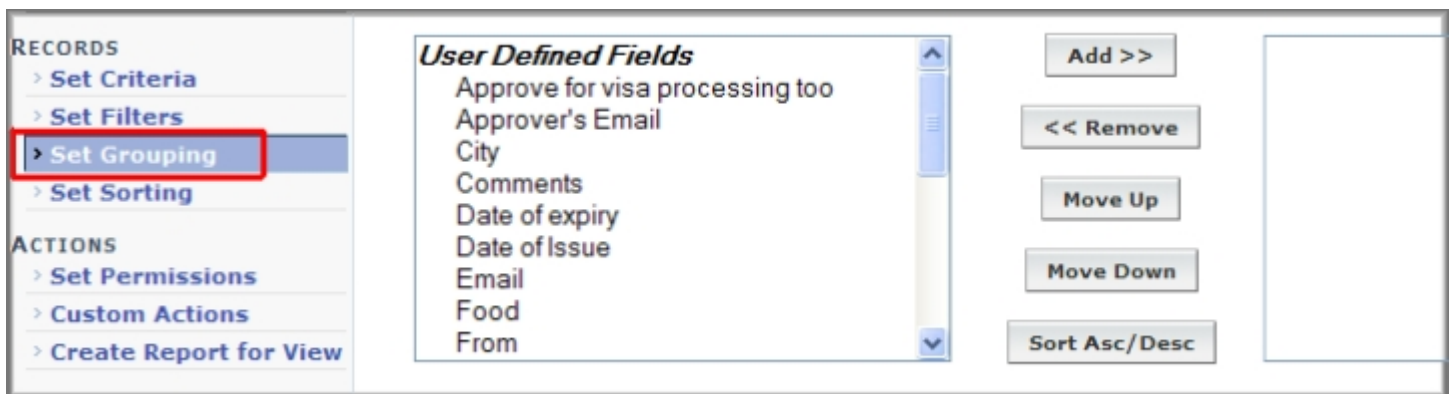 RECORDS
› Set Criteria
› Set Filters
› Set Grouping
› Set Sorting
ACTIONS
› Set Permissions
› Custom Actions
› Create Report for View
User Defined Fields
Approve for visa processing too
Approver's Email
City
Comments
Date of expiry
Date of Issue
Email
Food
From
Add >>
<< Remove
Move Up
Move Down
Sort Asc/Desc